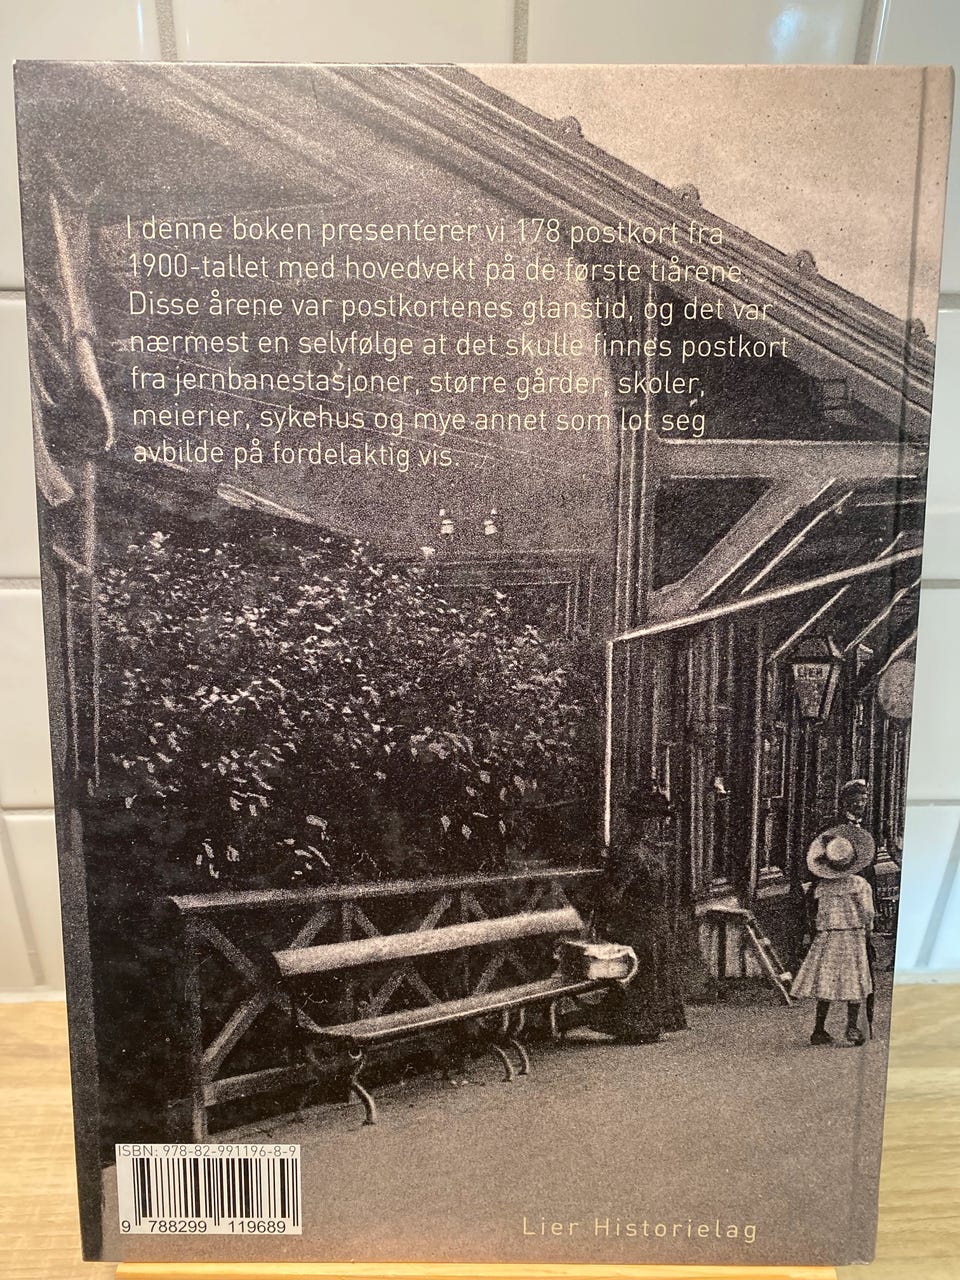 I denne boken presenterer vi 178 postkort fra
1900-tallet med hovedvekt på de første tiårene.
Disse årene var postkortenes glanstid, og det var
nærmest en selvfølge at det skulle finnes postkort
fra jernbanestasjoner, større gårder, skoler,
meierier, sykehus og mye annet som lot seg
avbilde på fordelaktig vis.
LIER
ISBN: 978-82-991196-8-9
9 788299 119689
Lier Historielag